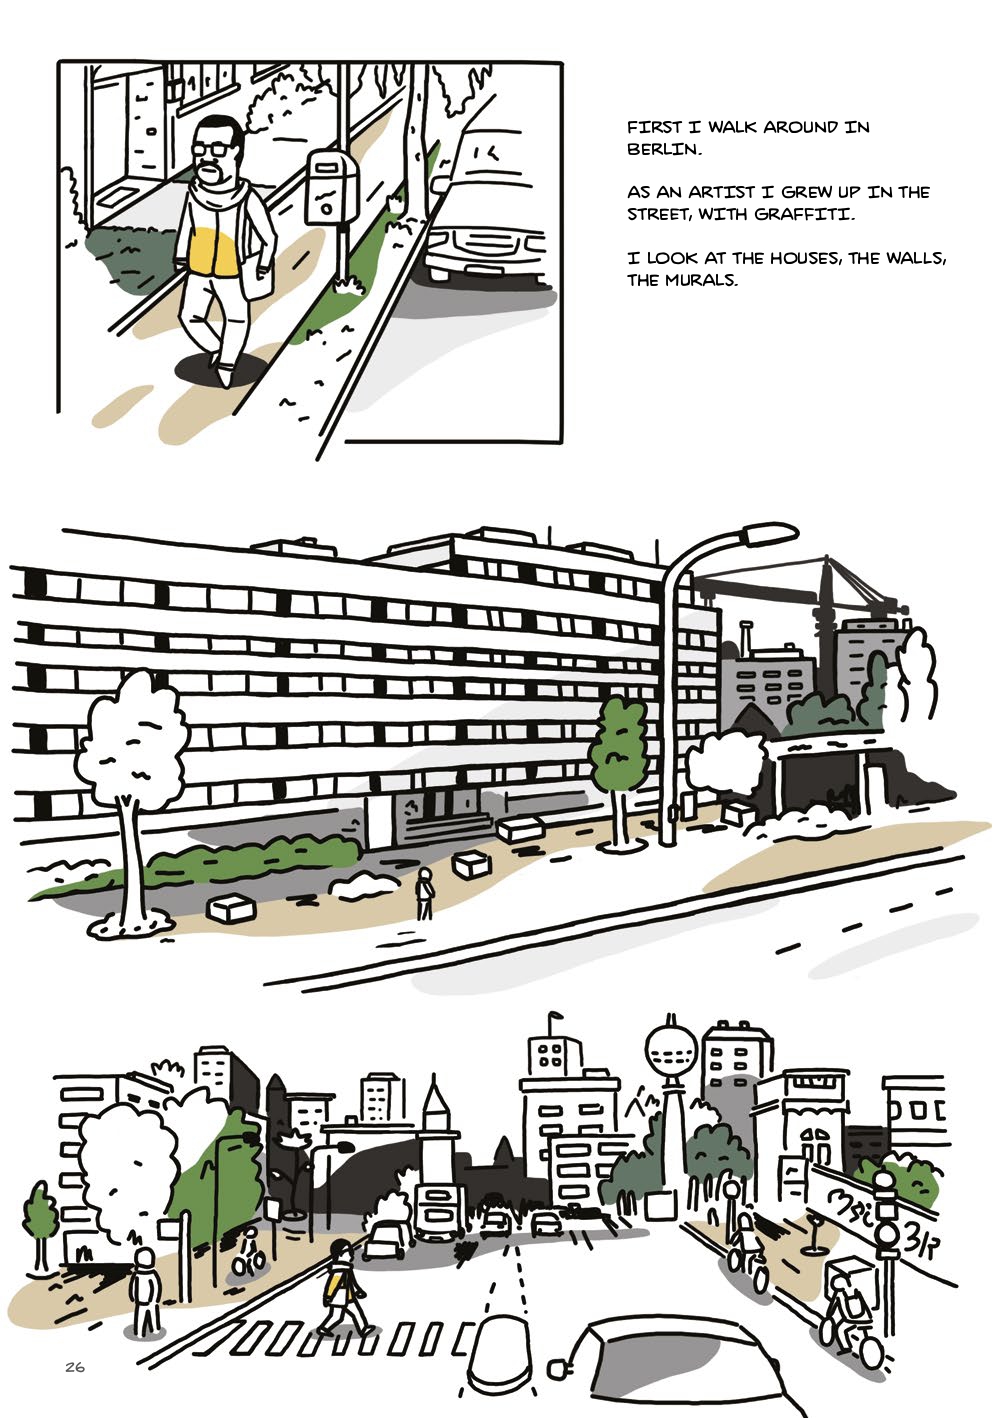 FIRST I WALK AROUND IN
BERLIN.
AS AN ARTIST I GREW UP IN THE
STREET, WITH GRAFFITI.
I LOOK AT THE HOUSES, THE WALLS,
THE MURALS.
26